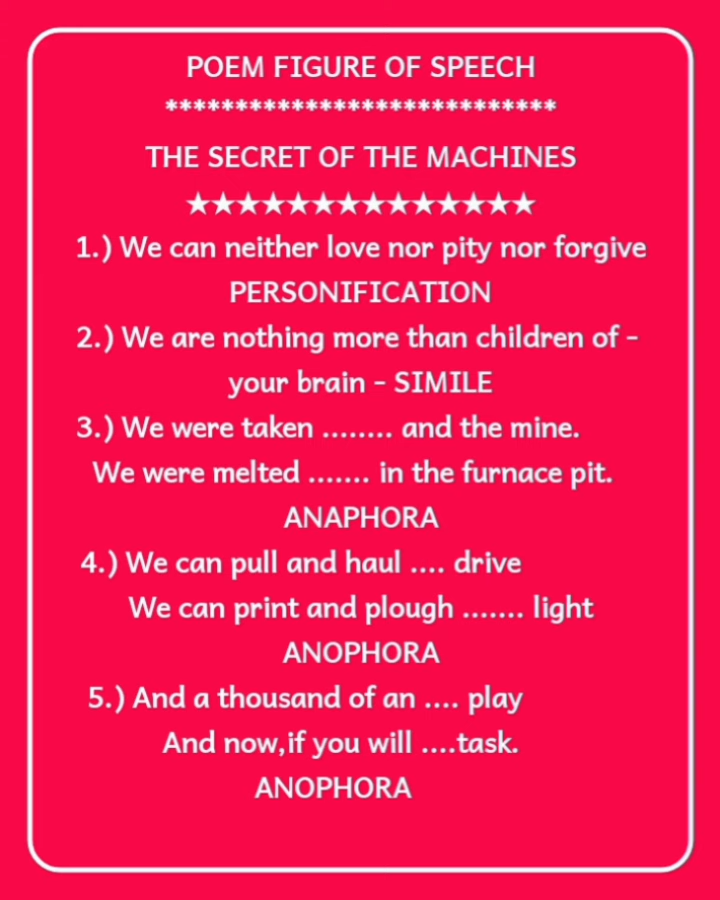 POEM FIGURE OF SPEECH
****************************
THE SECRET OF THE MACHINES
★★★★★★★★★★★★★★
1.) We can neither love nor pity nor forgive
PERSONIFICATION
2.) We are nothing more than children of -
your brain - SIMILE
3.) We were taken ........ and the mine.
We were melted ....... in the furnace pit.
ANAPHORA
4.) We can pull and haul .... drive
We can print and plough ....... light
ANOPHORA
5.) And a thousand of an .... play
And now,if you will ....task.
ANOPHORA